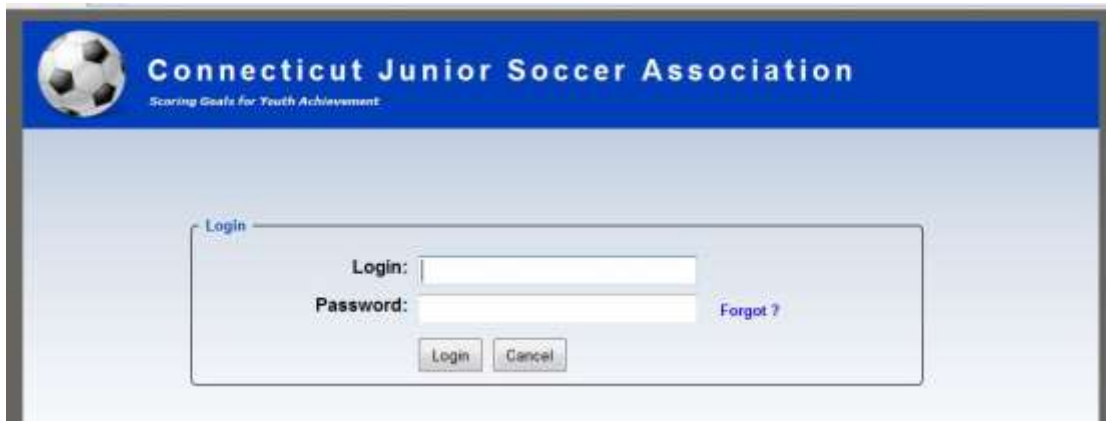 Connecticut Junior Soccer Association
Scoring Goals for Youth Achievement
Login
Login:
Password:
Forgot ?
Login Cancel